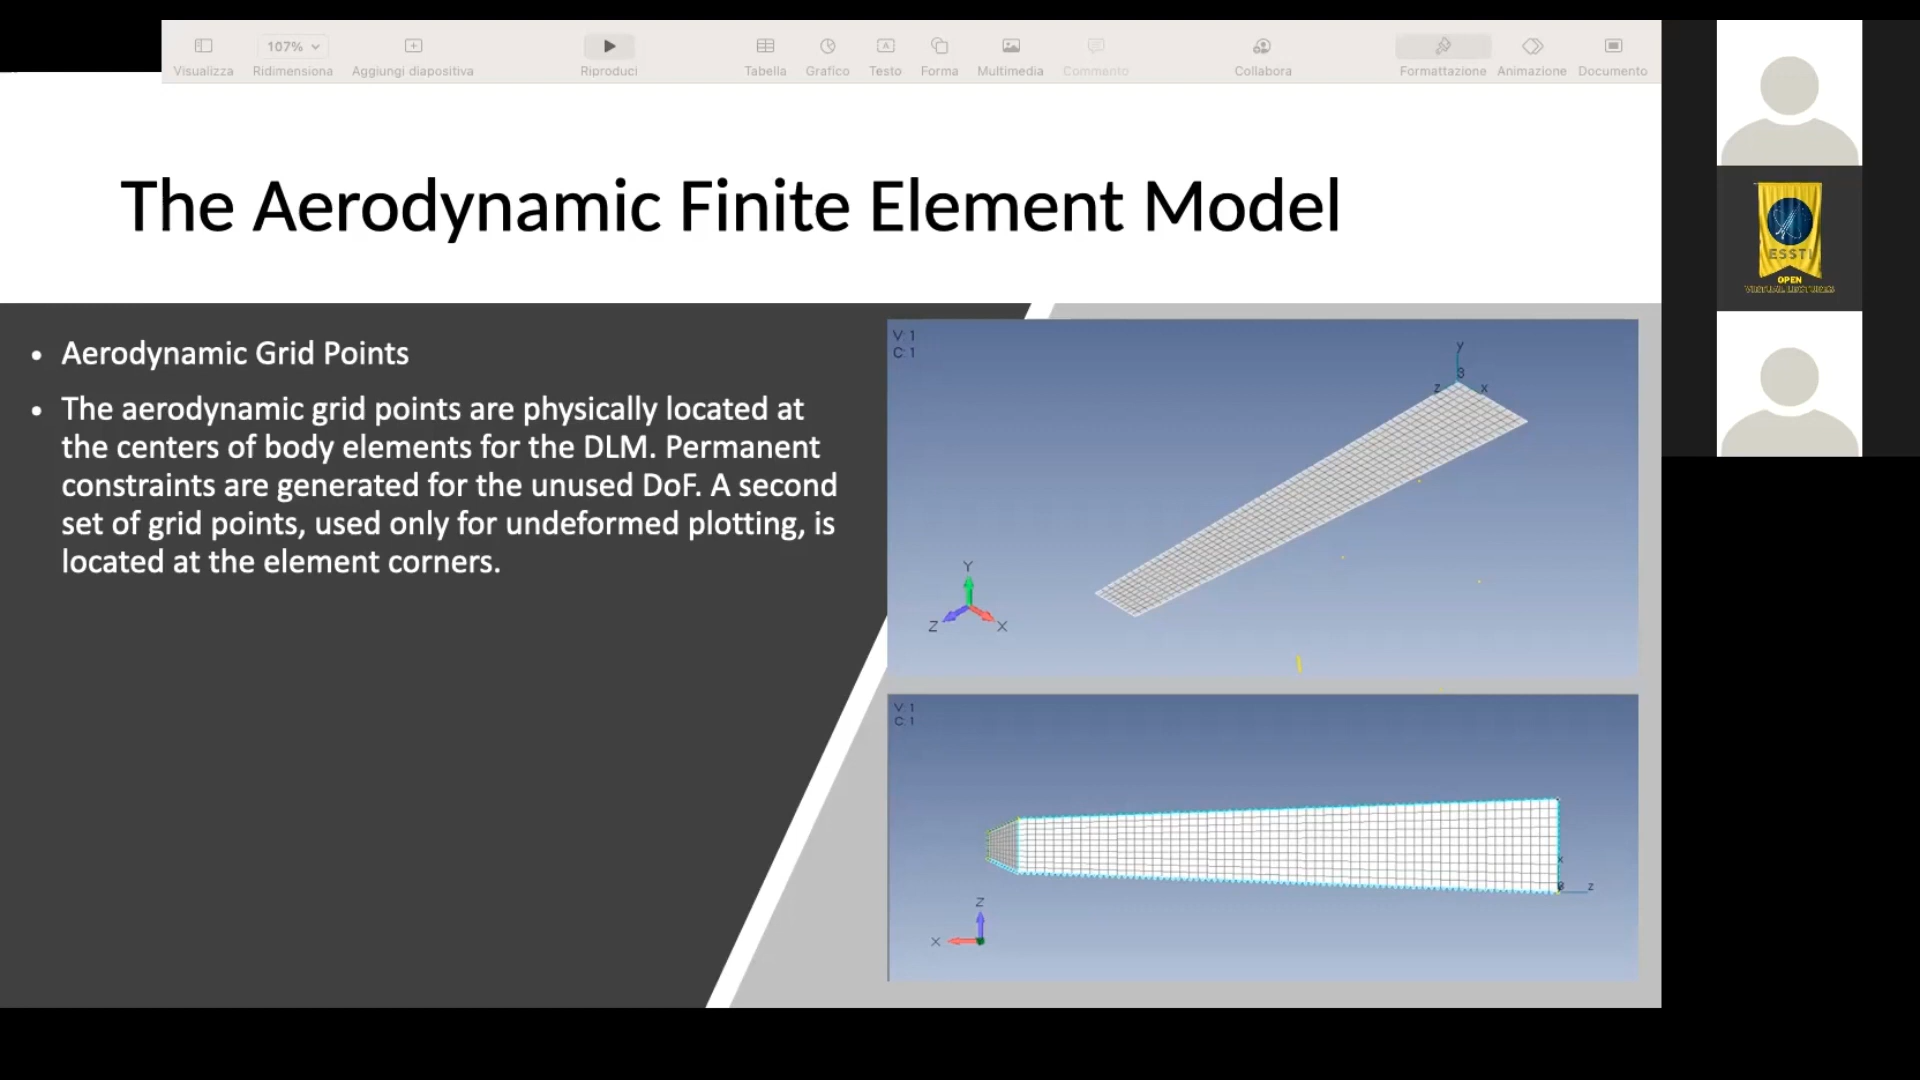 107%
Visualizza Ridimensiona Aggiungi diapositiva Riproduci Tabella Grafico Testo Forma Multimedia Commento Collabora Formattazione Animazione Documento
The Aerodynamic Finite Element Model
• Aerodynamic Grid Points
• The aerodynamic grid points are physically located at
the centers of body elements for the DLM. Permanent
constraints are generated for the unused DoF. A second
set of grid points, used only for undeformed plotting, is
located at the element corners.
V: 1
C: 1
y
3
z x
Y
Z X
V: 1
C: 1
x
z
Z
X
ESSTI
OPEN
VIRTUAL LECTURES